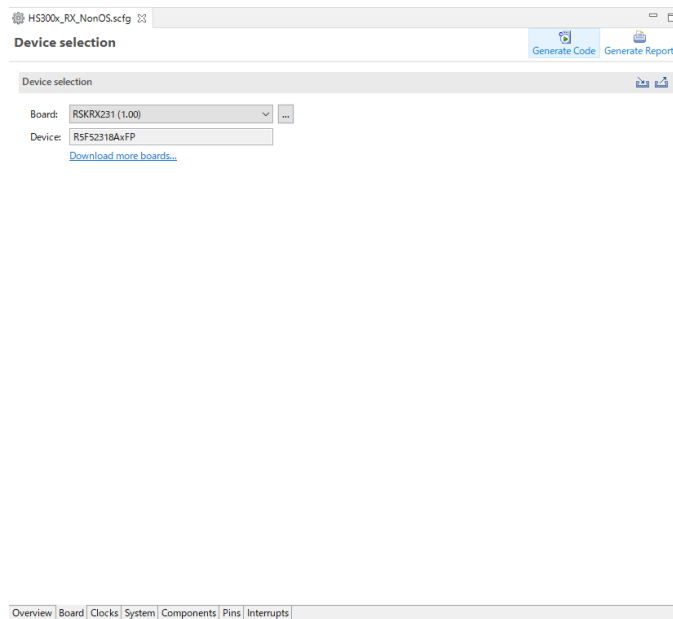 HS300x_RX_NonOS.scfg
Device selection
Generate Code Generate Report
Device selection
Board: RSKRX231 (1.00) ...
Device: R5F52318AxFP
Download more boards...
Overview Board Clocks System Components Pins Interrupts